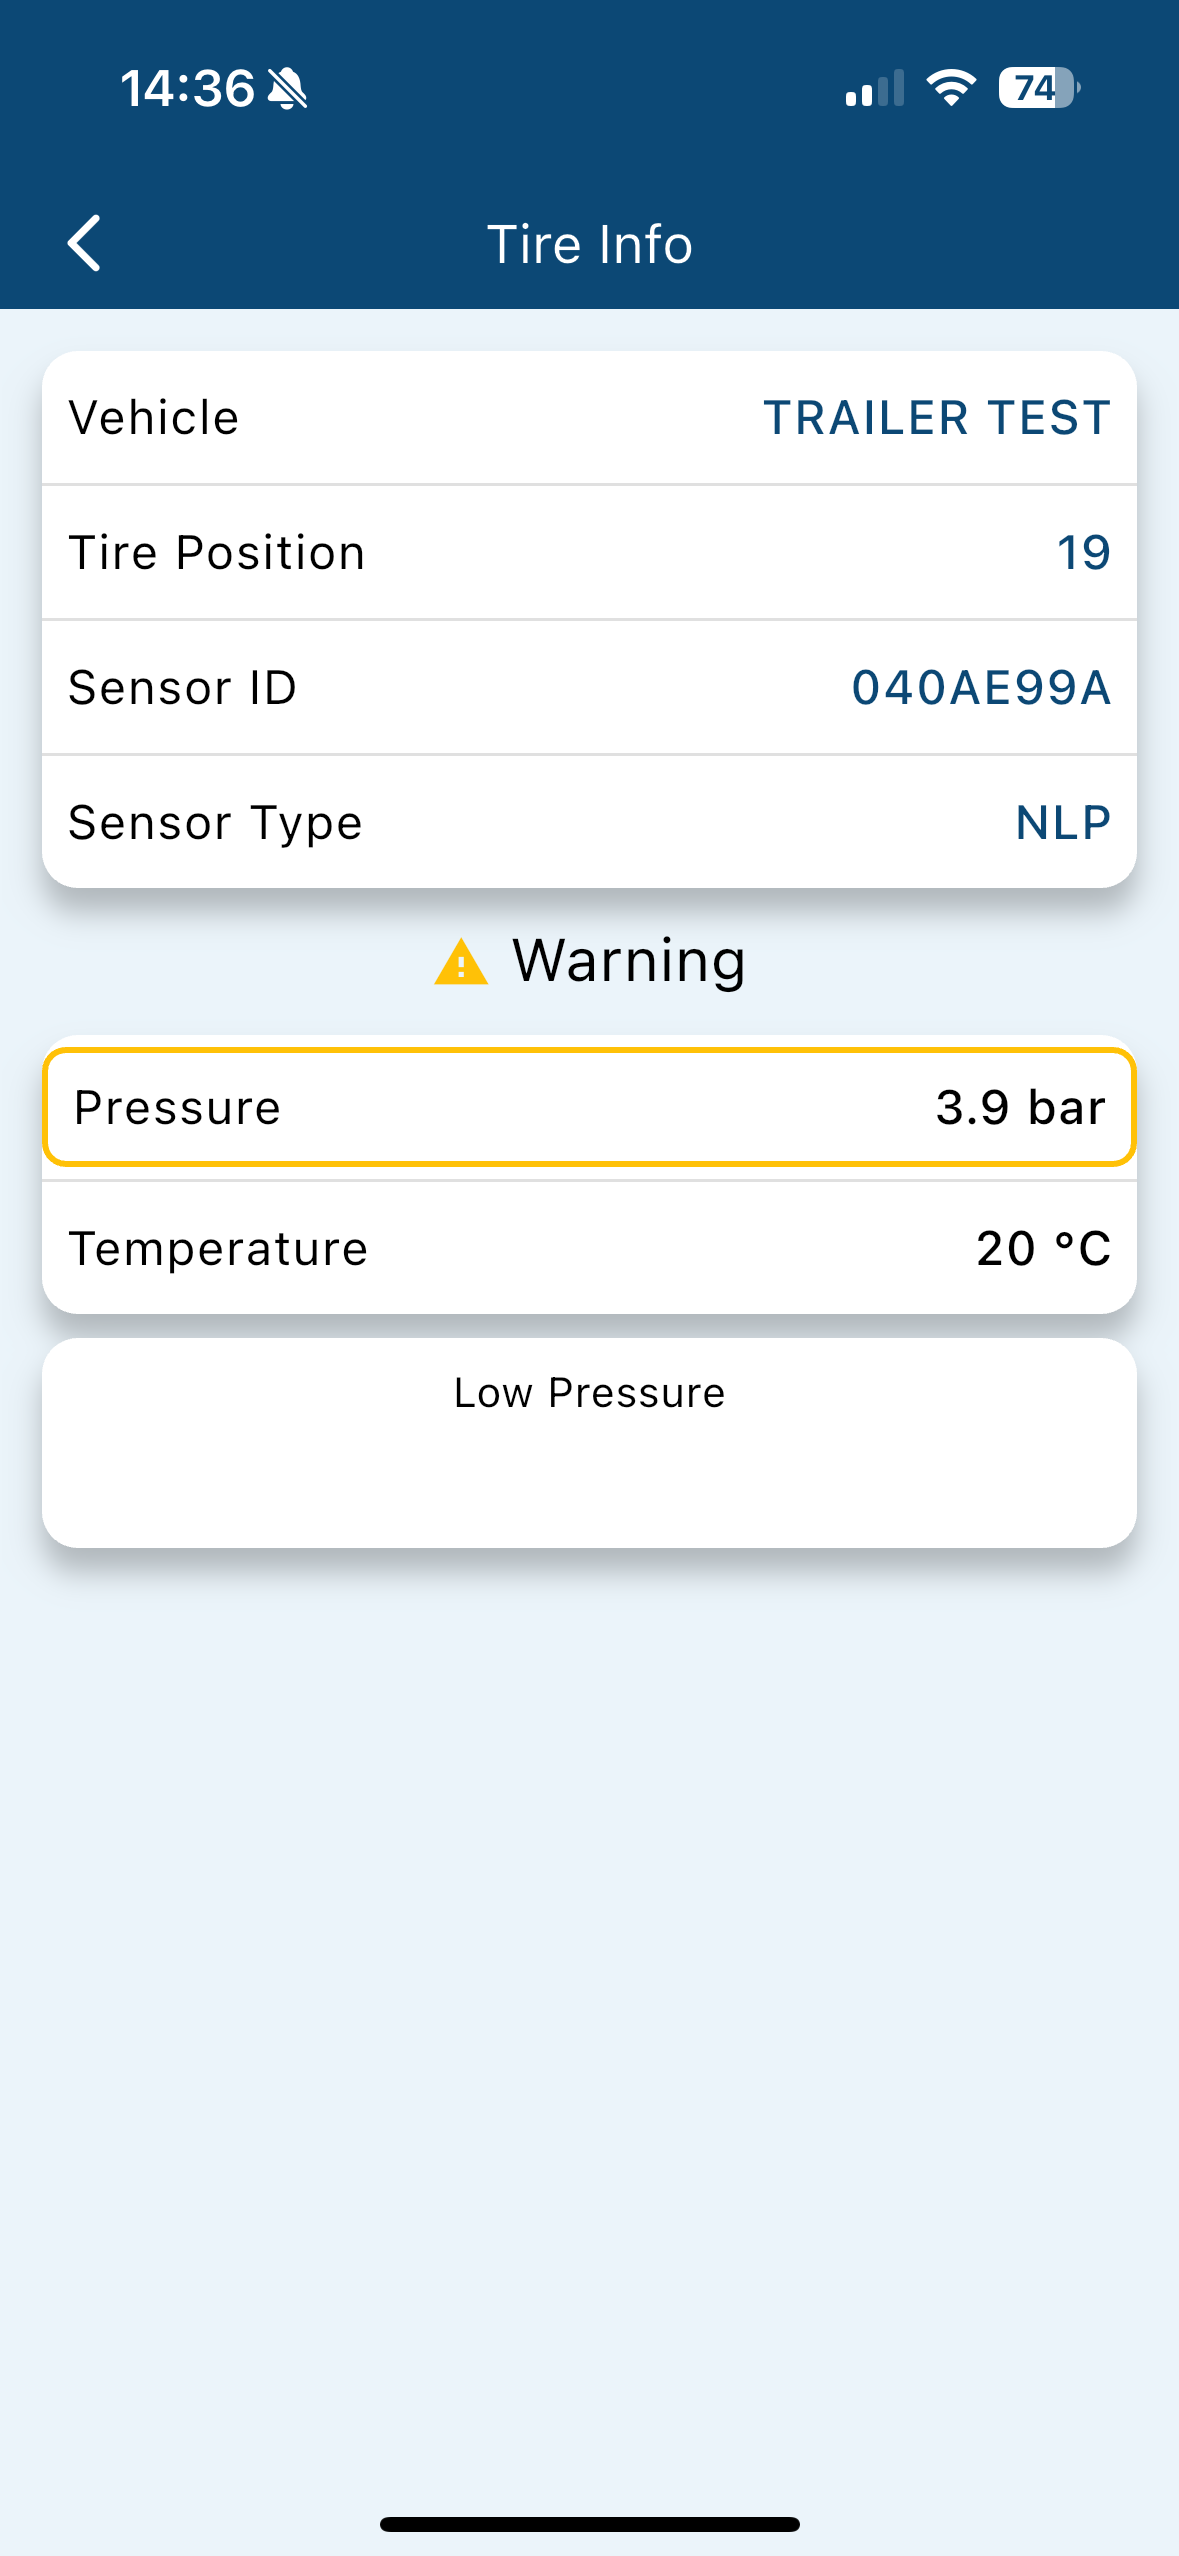 14:36
74
Tire Info
Vehicle TRAILER TEST
Tire Position 19
Sensor ID 040AE99A
Sensor Type NLP
Warning
Pressure 3.9 bar
Temperature 20 °C
Low Pressure